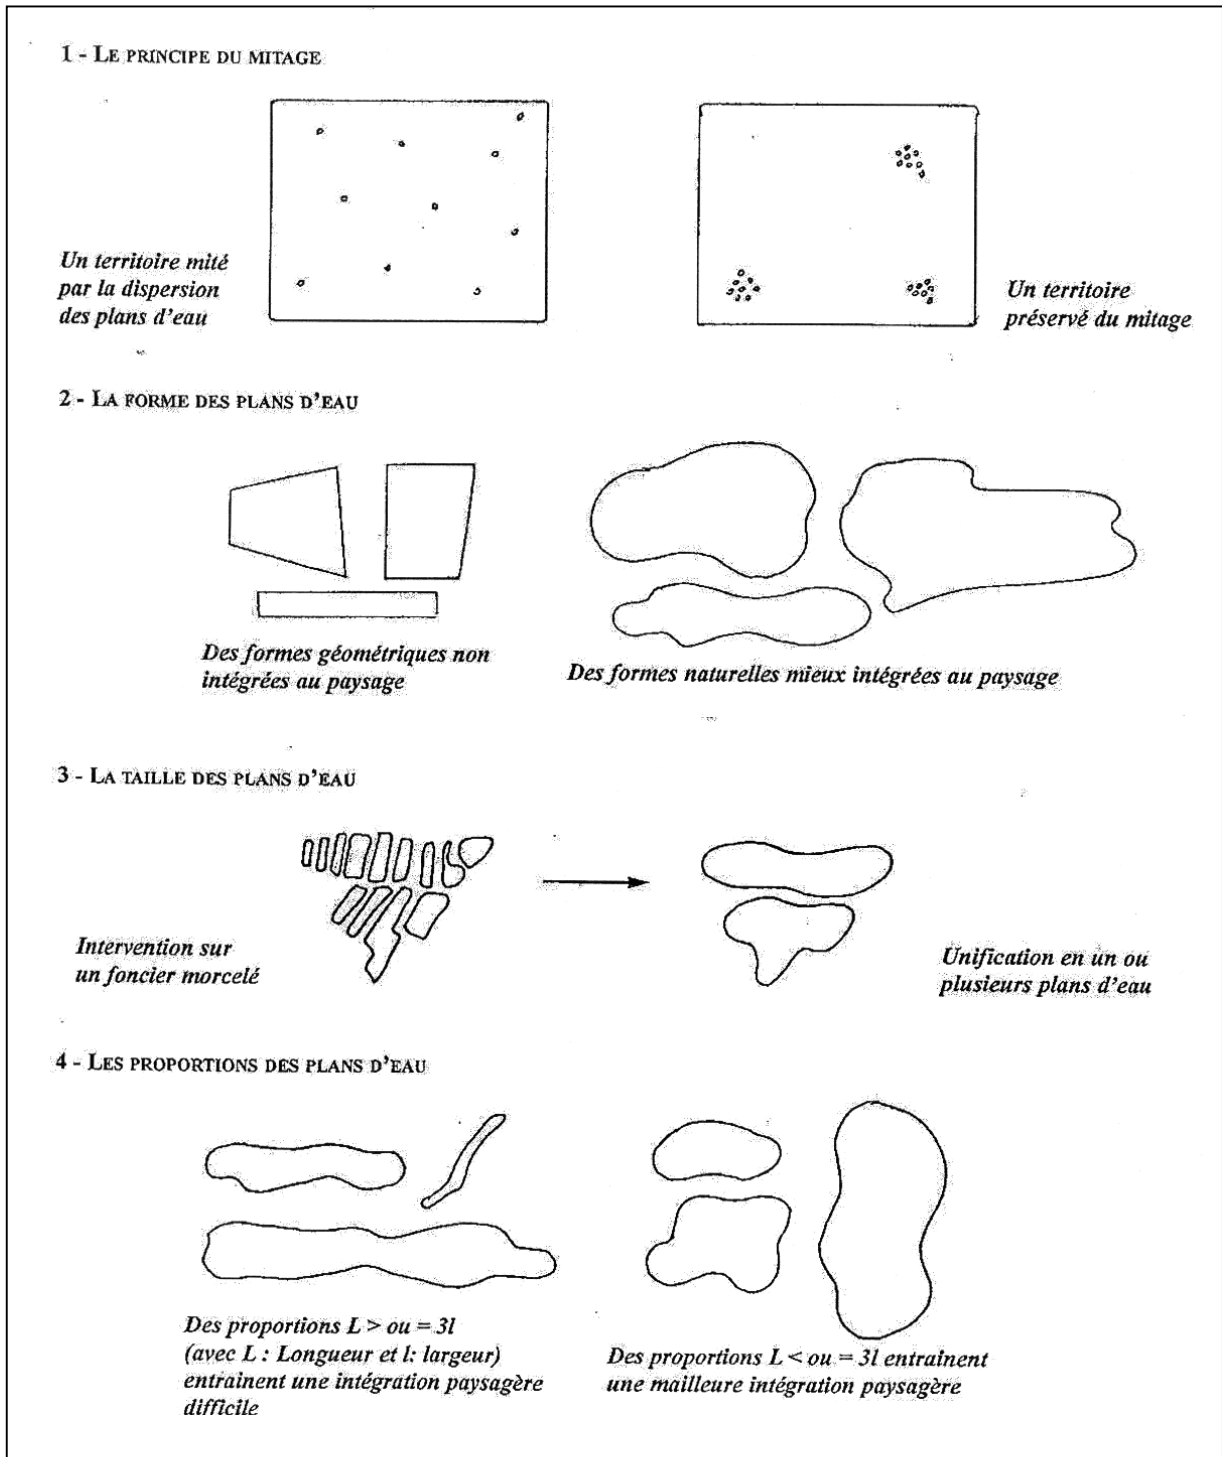 1 - LE PRINCIPE DU MITAGE
Un territoire mité
par la dispersion
des plans d'eau
Un territoire
préservé du mitage
2 - LA FORME DES PLANS D'EAU
Des formes géométriques non
intégrées au paysage
Des formes naturelles mieux intégrées au paysage
3 - LA TAILLE DES PLANS D'EAU
Intervention sur
un foncier morcelé
Unification en un ou
plusieurs plans d'eau
4 - LES PROPORTIONS DES PLANS D'EAU
Des proportions L > ou = 3l
(avec L : Longueur et l: largeur)
entrainent une intégration paysagère
difficile
Des proportions L < ou = 3l entrainent
une mailleure intégration paysagère